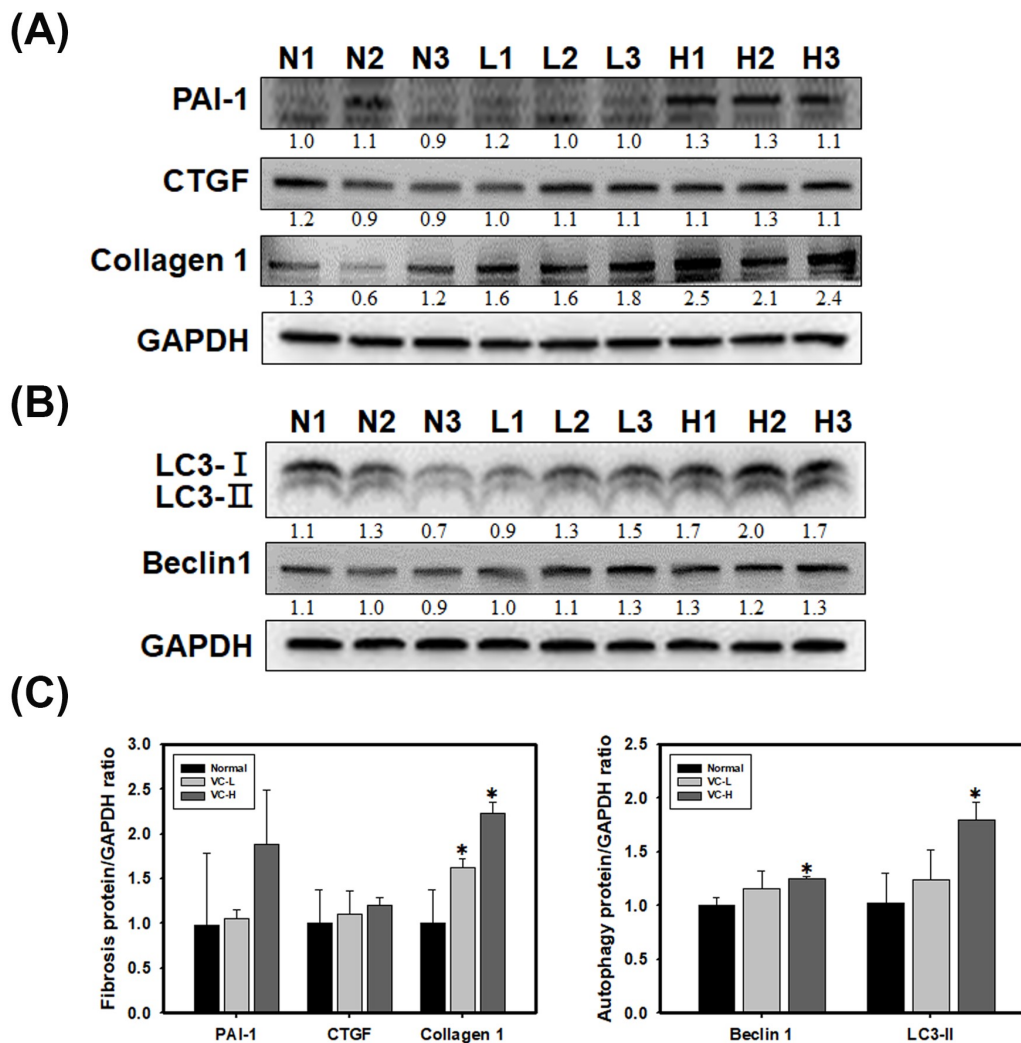 (A)
N1 N2 N3 L1 L2 L3 H1 H2 H3
PAI-1
1.0 1.1 0.9 1.2 1.0 1.0 1.3 1.3 1.1
CTGF
1.2 0.9 0.9 1.0 1.1 1.1 1.1 1.3 1.1
Collagen 1
1.3 0.6 1.2 1.6 1.6 1.8 2.5 2.1 2.4
GAPDH
(B)
N1 N2 N3 L1 L2 L3 H1 H2 H3
LC3-Ⅰ
LC3-Ⅱ
1.1 1.3 0.7 0.9 1.3 1.5 1.7 2.0 1.7
Beclin1
1.1 1.0 0.9 1.0 1.1 1.3 1.3 1.2 1.3
GAPDH
(C)
Fibrosis protein/GAPDH ratio
3.0
2.5
2.0
1.5
1.0
0.5
0.0
Normal
VC-L
VC-H
* *
PAI-1 CTGF Collagen 1
Autophagy protein/GAPDH ratio
2.5
2.0
1.5
1.0
0.5
0.0
Normal
VC-L
VC-H
* *
Beclin 1 LC3-II